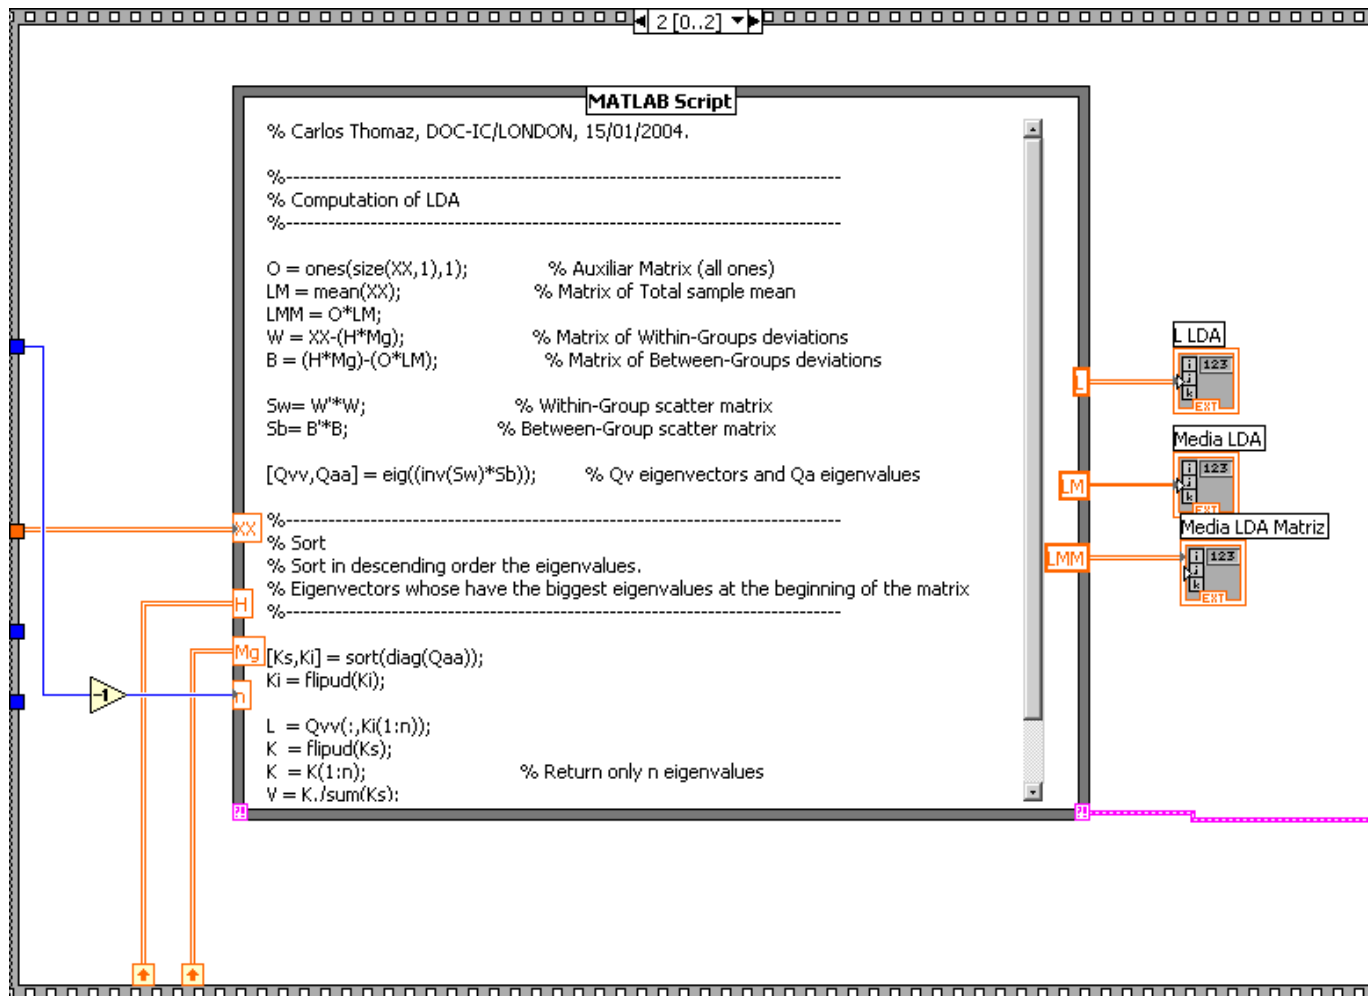 2 [0..2]
MATLAB Script
% Carlos Thomaz, DOC-IC/LONDON, 15/01/2004.
%--------------------------------------------------------------------------
% Computation of LDA
%--------------------------------------------------------------------------
O = ones(size(XX,1),1); % Auxiliar Matrix (all ones)
LM = mean(XX); % Matrix of Total sample mean
LMM = O*LM;
W = XX-(H*Mg); % Matrix of Within-Groups deviations
B = (H*Mg)-(O*LM); % Matrix of Between-Groups deviations
Sw= W'*W; % Within-Group scatter matrix
Sb= B'*B; % Between-Group scatter matrix
[Qvv,Qaa] = eig((inv(Sw)*Sb)); % Qv eigenvectors and Qa eigenvalues
%--------------------------------------------------------------------------
% Sort
% Sort in descending order the eigenvalues.
% Eigenvectors whose have the biggest eigenvalues at the beginning of the matrix
%--------------------------------------------------------------------------
[Ks,Ki] = sort(diag(Qaa));
Ki = flipud(Ki);
L = Qvv(:,Ki(1:n));
K = flipud(Ks);
K = K(1:n); % Return only n eigenvalues
V = K./sum(Ks);
XX
H
Mg
n
-1
L
LM
LMM
?!
?!
L LDA
i
j
k
123
EXT
Media LDA
i
j
k
123
EXT
Media LDA Matriz
i
j
k
123
EXT